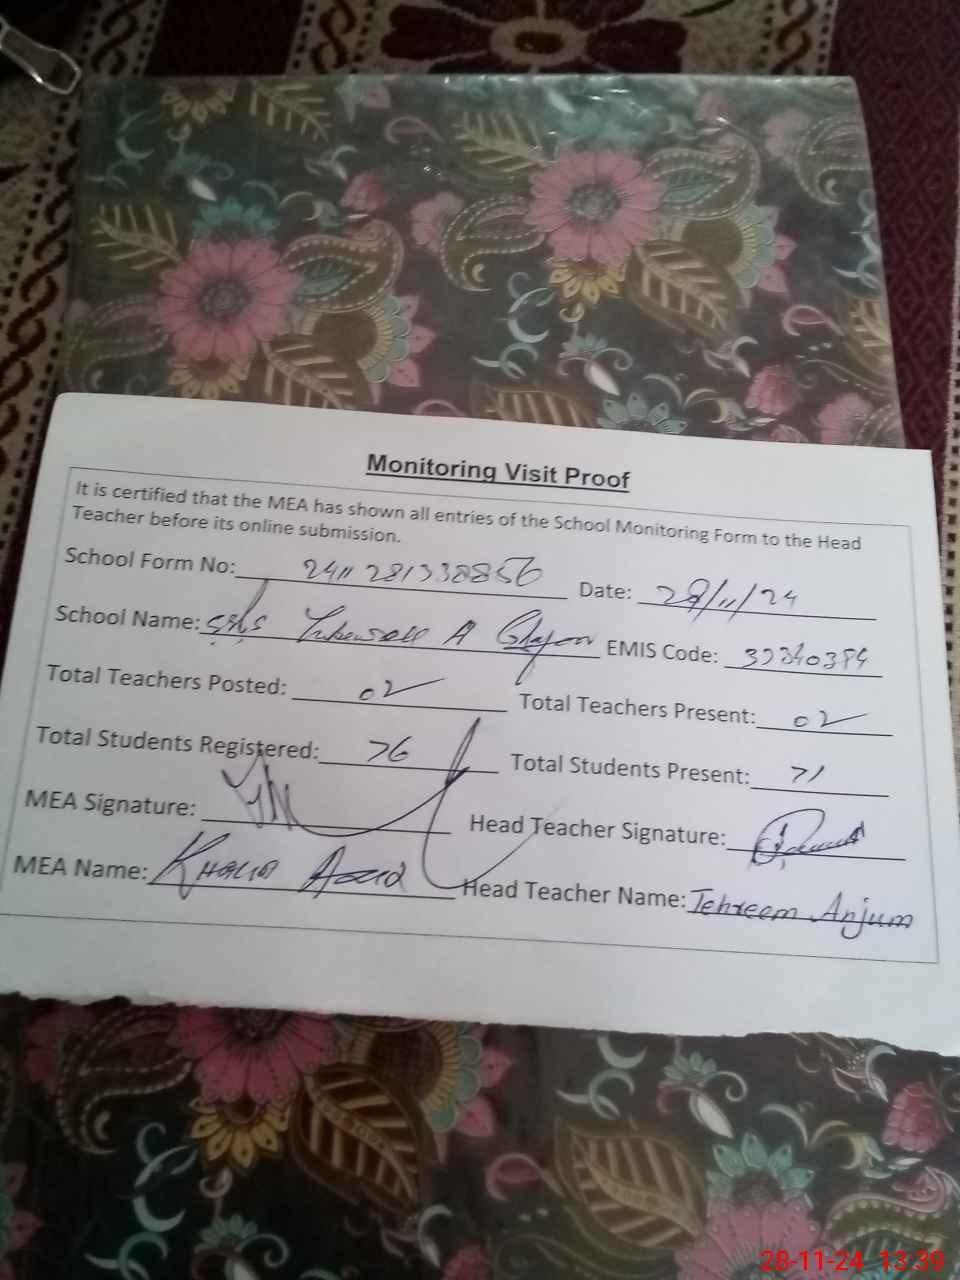 Monitoring Visit Proof
It is certified that the MEA has shown all entries of the School Monitoring Form to the Head
Teacher before its online submission.
School Form No: 2411281338856 Date: 28/11/24
School Name: A EMIS Code:
Total Teachers Posted: 02 Total Teachers Present: 02
Total Students Registered: 76 Total Students Present: 71
MEA Signature: Head Teacher Signature:
MEA Name: KHALID Head Teacher Name: Tehreem Anjum
28-11-24 13:39